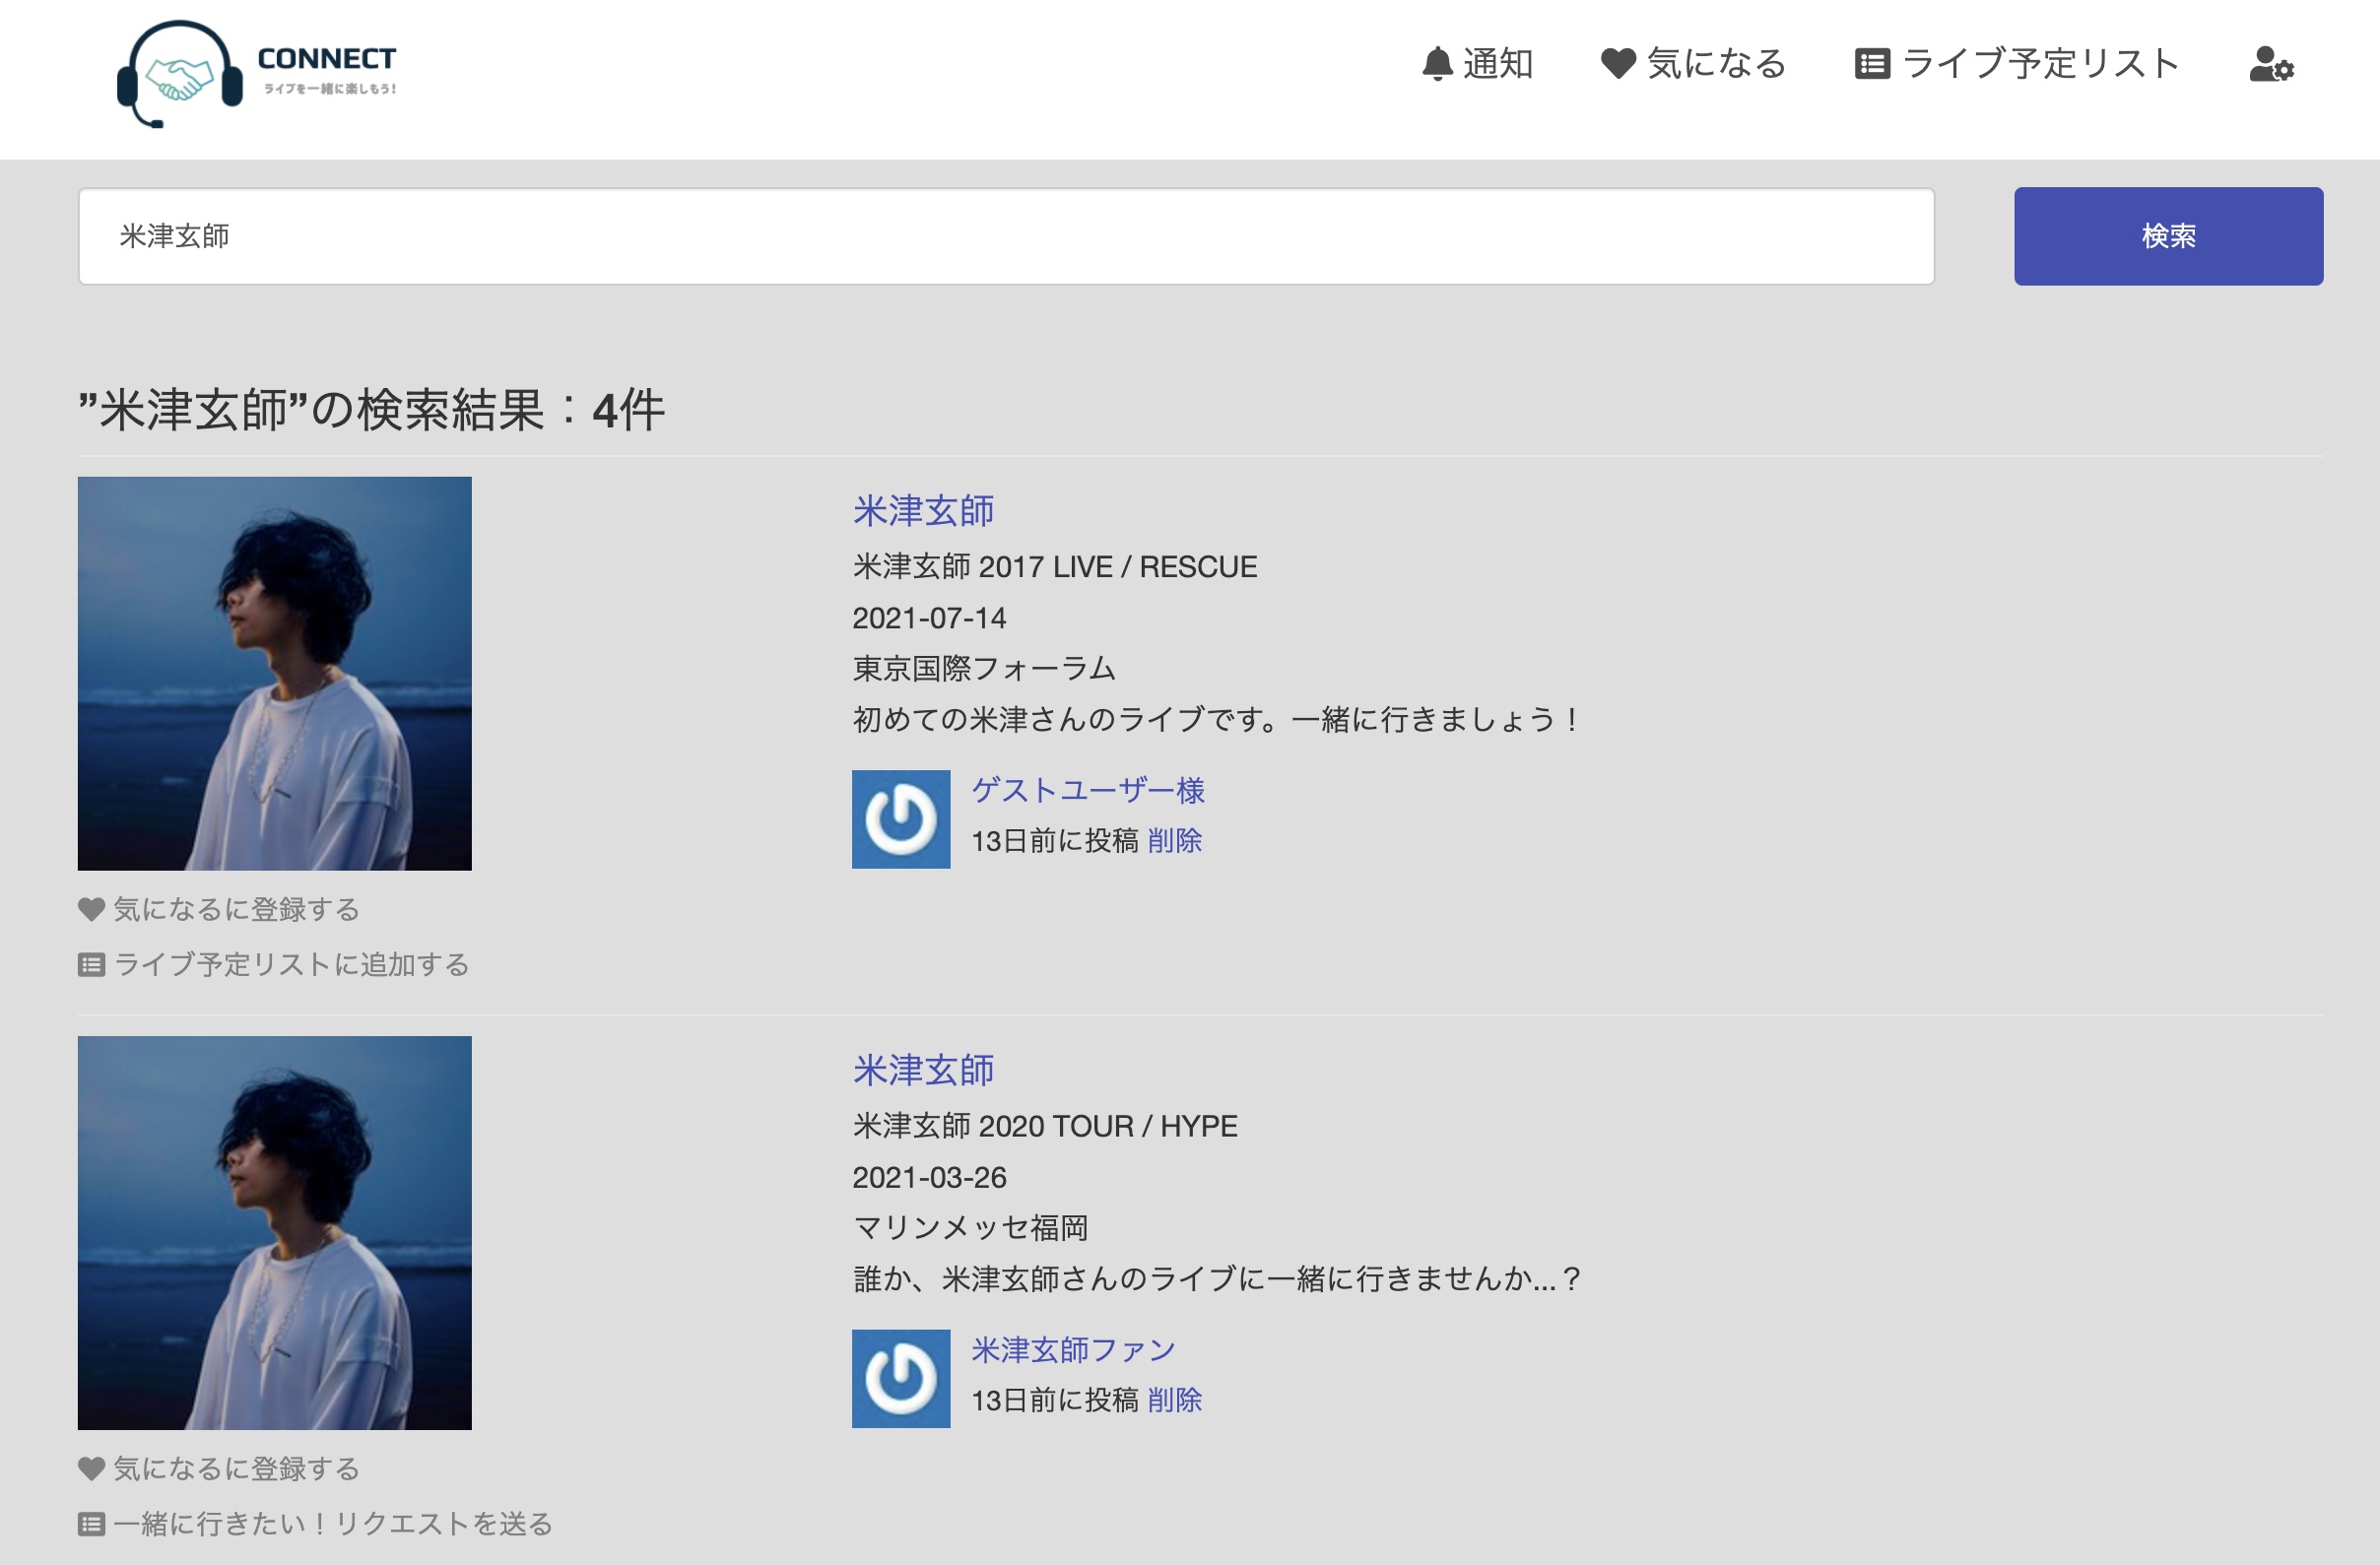 CONNECT
ライブを一緒に楽しもう!
通知 気になる ライブ予定リスト
米津玄師
検索
”米津玄師”の検索結果：4件
米津玄師
米津玄師 2017 LIVE / RESCUE
2021-07-14
東京国際フォーラム
初めての米津さんのライブです。一緒に行きましょう！
ゲストユーザー様
13日前に投稿 削除
気になるに登録する
ライブ予定リストに追加する
米津玄師
米津玄師 2020 TOUR / HYPE
2021-03-26
マリンメッセ福岡
誰か、米津玄師さんのライブに一緒に行きませんか...？
米津玄師ファン
13日前に投稿 削除
気になるに登録する
一緒に行きたい！リクエストを送る